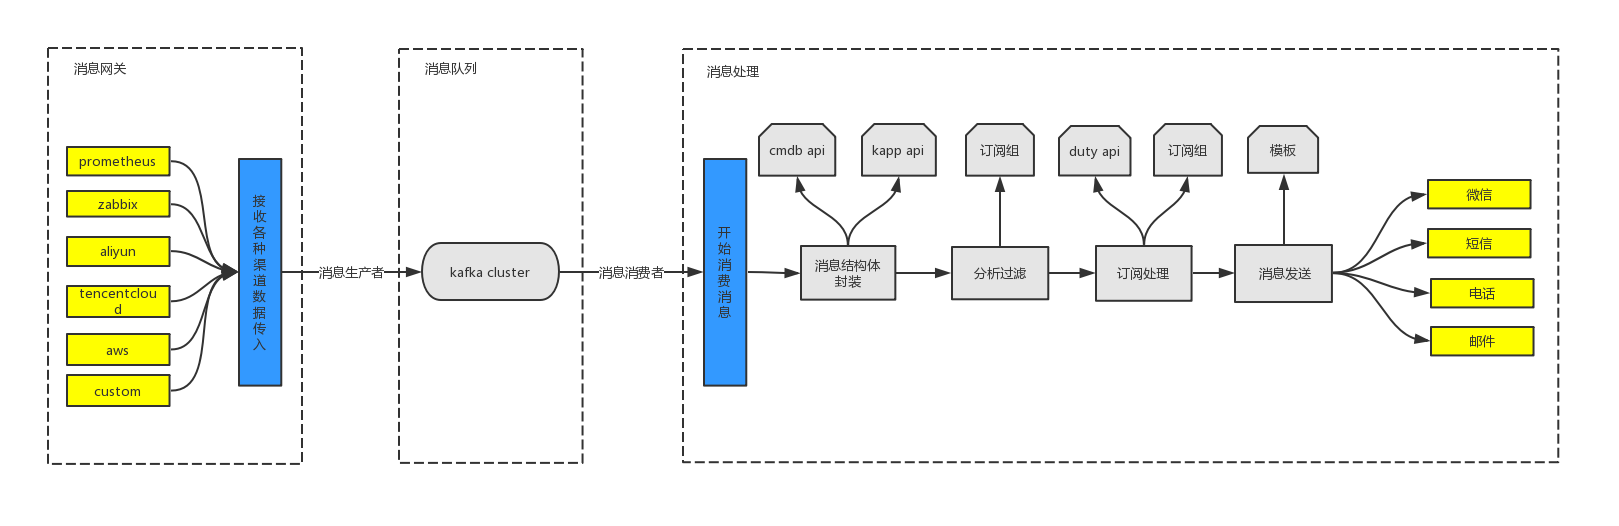 消息网关
prometheus
zabbix
aliyun
tencentclou
d
aws
custom
接
收
各
种
渠
道
数
据
传
入
消息生产者
消息队列
kafka cluster
消息消费者
消息处理
开
始
消
费
消
息
cmdb api
kapp api
订阅组
duty api
订阅组
模板
消息结构体
封装
分析过滤
订阅处理
消息发送
微信
短信
电话
邮件